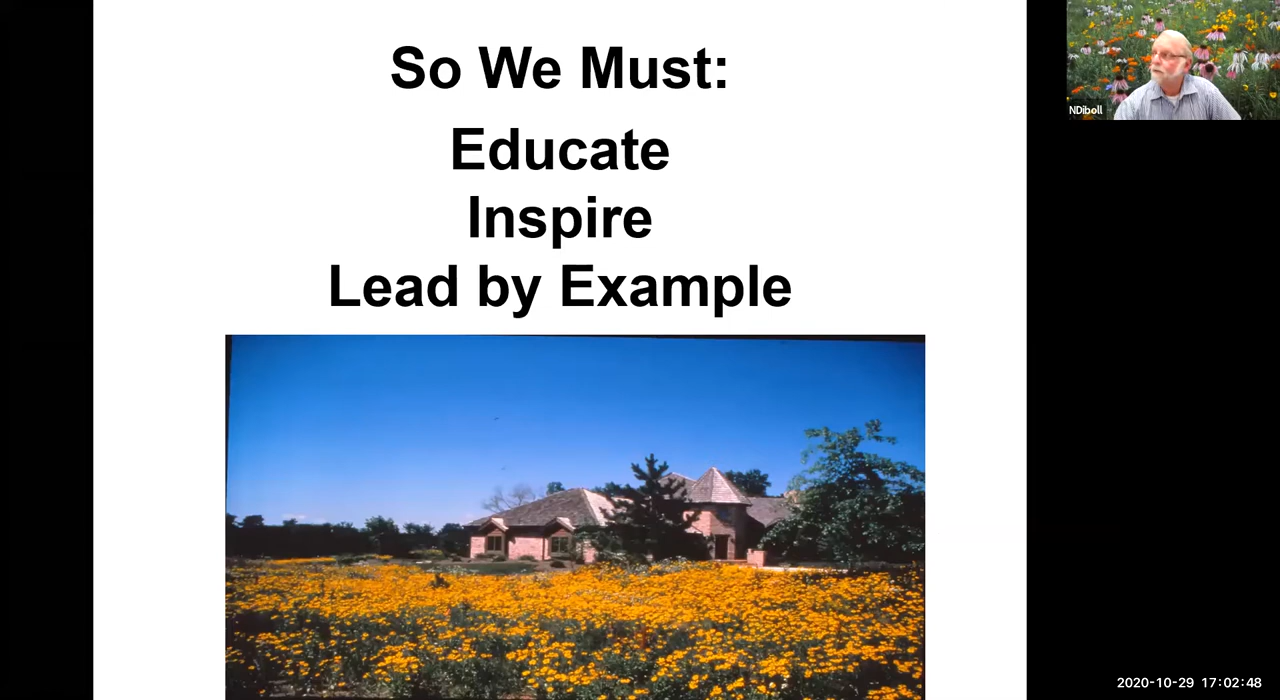 So We Must:
Educate
Inspire
Lead by Example
NDiboll
2020-10-29 17:02:48